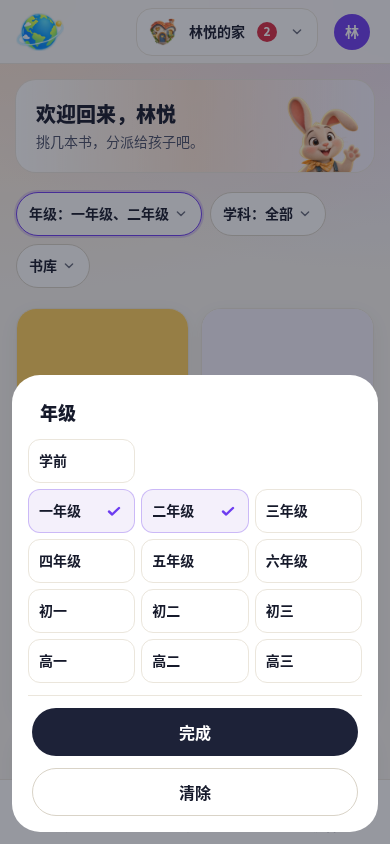 林悦的家 2
林
欢迎回来，林悦
挑几本书，分派给孩子吧。
年级：一年级、二年级
学科：全部
书库
年级
学前
一年级
二年级
三年级
四年级
五年级
六年级
初一
初二
初三
高一
高二
高三
完成
清除